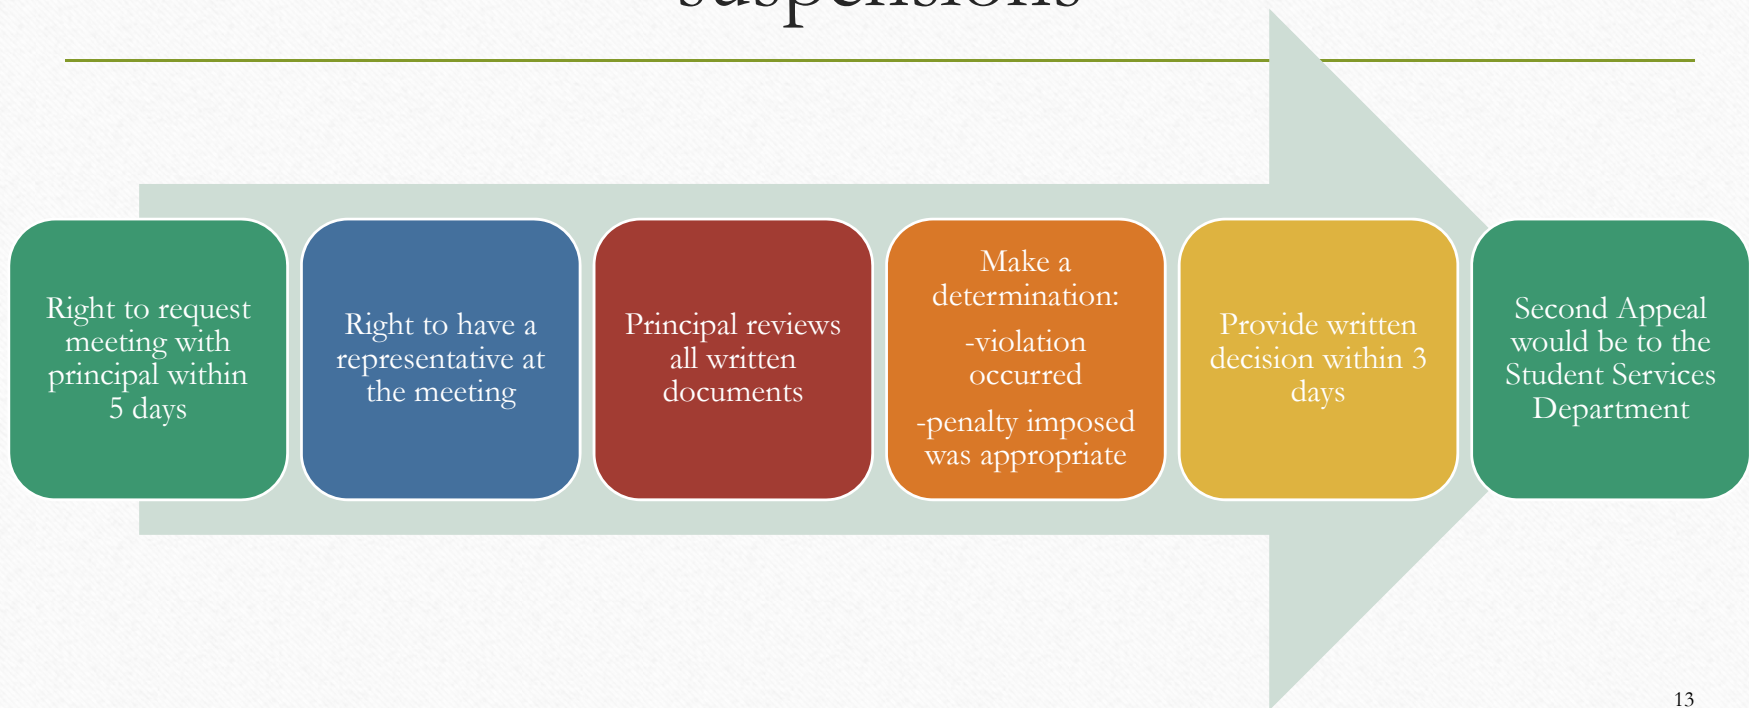 suspensions
Right to request
meeting with
principal within
5 days
Right to have a
representative at
the meeting
Principal reviews
all written
documents
Make a
determination:
-violation
occurred
-penalty imposed
was appropriate
Provide written
decision within 3
days
Second Appeal
would be to the
Student Services
Department
13